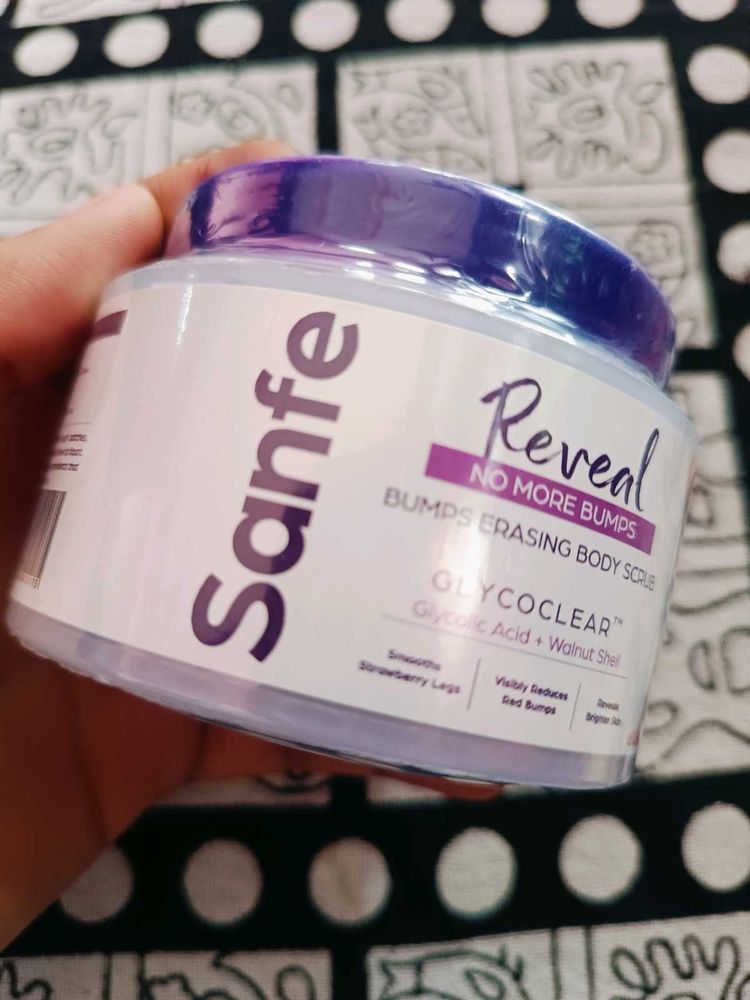 Sanfe
Reveal
NO MORE BUMPS
BUMPS ERASING BODY SCRUB
GLYCOCLEAR™
Glycolic Acid + Walnut Shell
Smooths
Strawberry Legs
Visibly Reduces
Red Bumps
Reveals
Brighter Skin